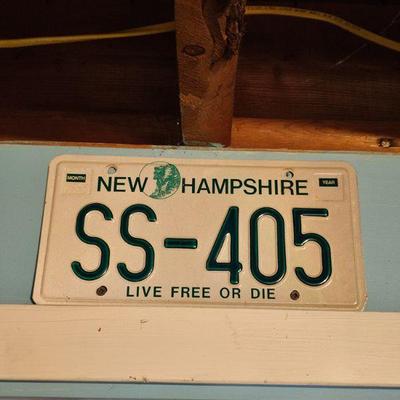 MONTH NEW HAMPSHIRE YEAR
SS-405
LIVE FREE OR DIE